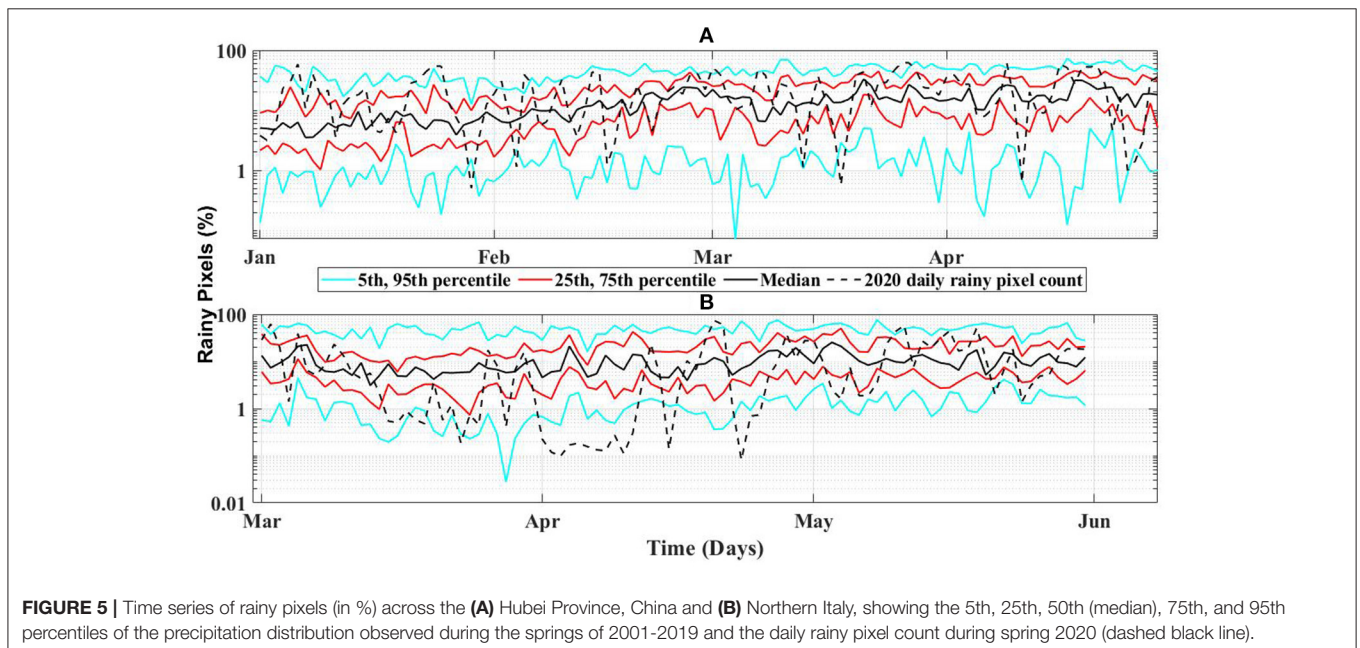 A
100
1
Jan Feb Mar Apr
Rainy Pixels (%)
5th, 95th percentile 25th, 75th percentile Median 2020 daily rainy pixel count
B
100
1
0.01
Mar Apr May Jun
Time (Days)
FIGURE 5 | Time series of rainy pixels (in %) across the (A) Hubei Province, China and (B) Northern Italy, showing the 5th, 25th, 50th (median), 75th, and 95th
percentiles of the precipitation distribution observed during the springs of 2001-2019 and the daily rainy pixel count during spring 2020 (dashed black line).